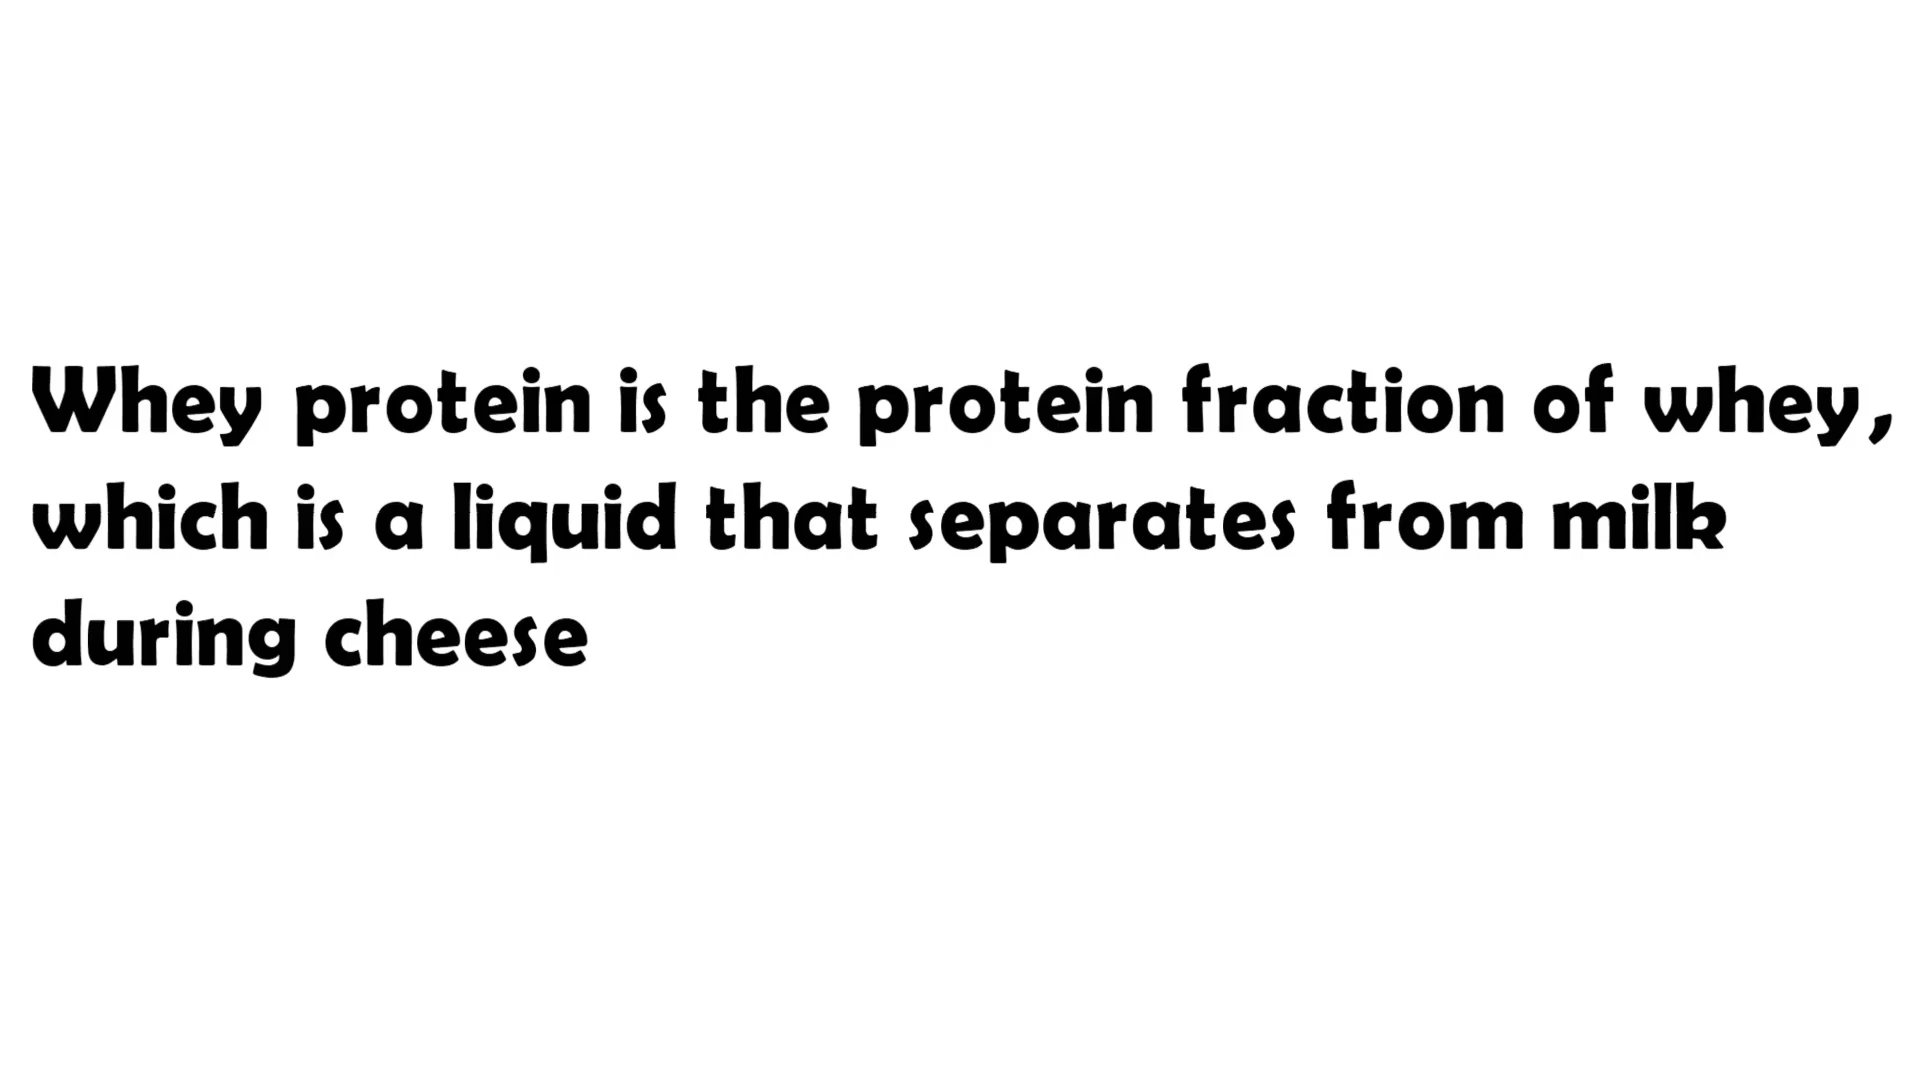 Whey protein is the protein fraction of whey,
which is a liquid that separates from milk
during cheese